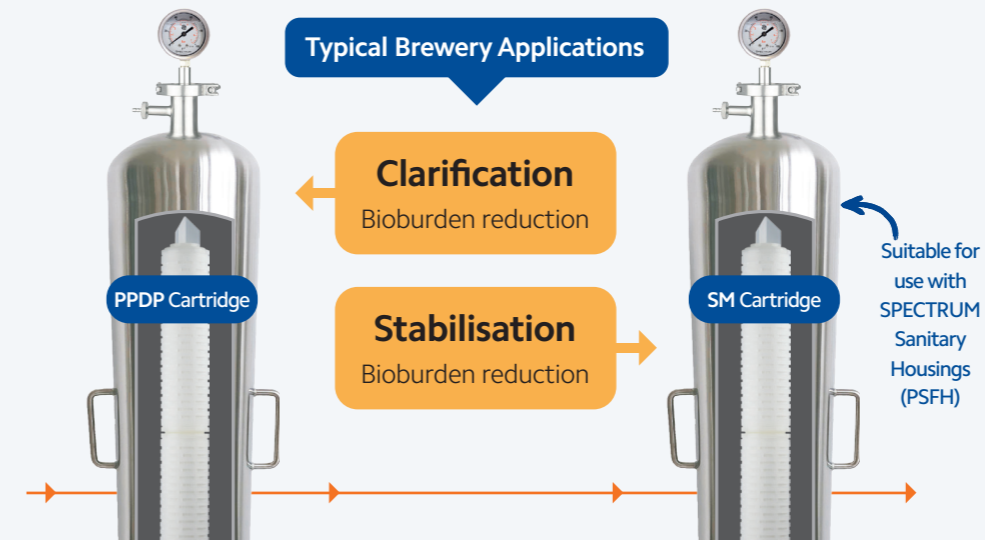 Typical Brewery Applications
Clarification
Bioburden reduction
PPDP Cartridge
Stabilisation
Bioburden reduction
SM Cartridge
Suitable for
use with
SPECTRUM
Sanitary
Housings
(PSFH)